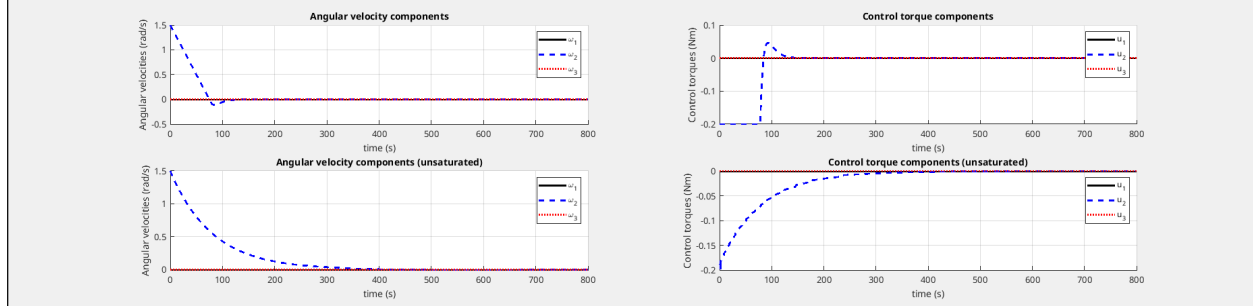 Angular velocity components
Angular velocities (rad/s)
1.5
1
0.5
0
-0.5
ω1
ω2
ω3
0 100 200 300 400 500 600 700 800
time (s)
Control torque components
Control torques (Nm)
0.1
0
-0.1
-0.2
u1
u2
u3
0 100 200 300 400 500 600 700 800
time (s)
Angular velocity components (unsaturated)
Angular velocities (rad/s)
1.5
1
0.5
0
ω1
ω2
ω3
0 100 200 300 400 500 600 700 800
time (s)
Control torque components (unsaturated)
Control torques (Nm)
0
-0.05
-0.1
-0.15
-0.2
u1
u2
u3
0 100 200 300 400 500 600 700 800
time (s)